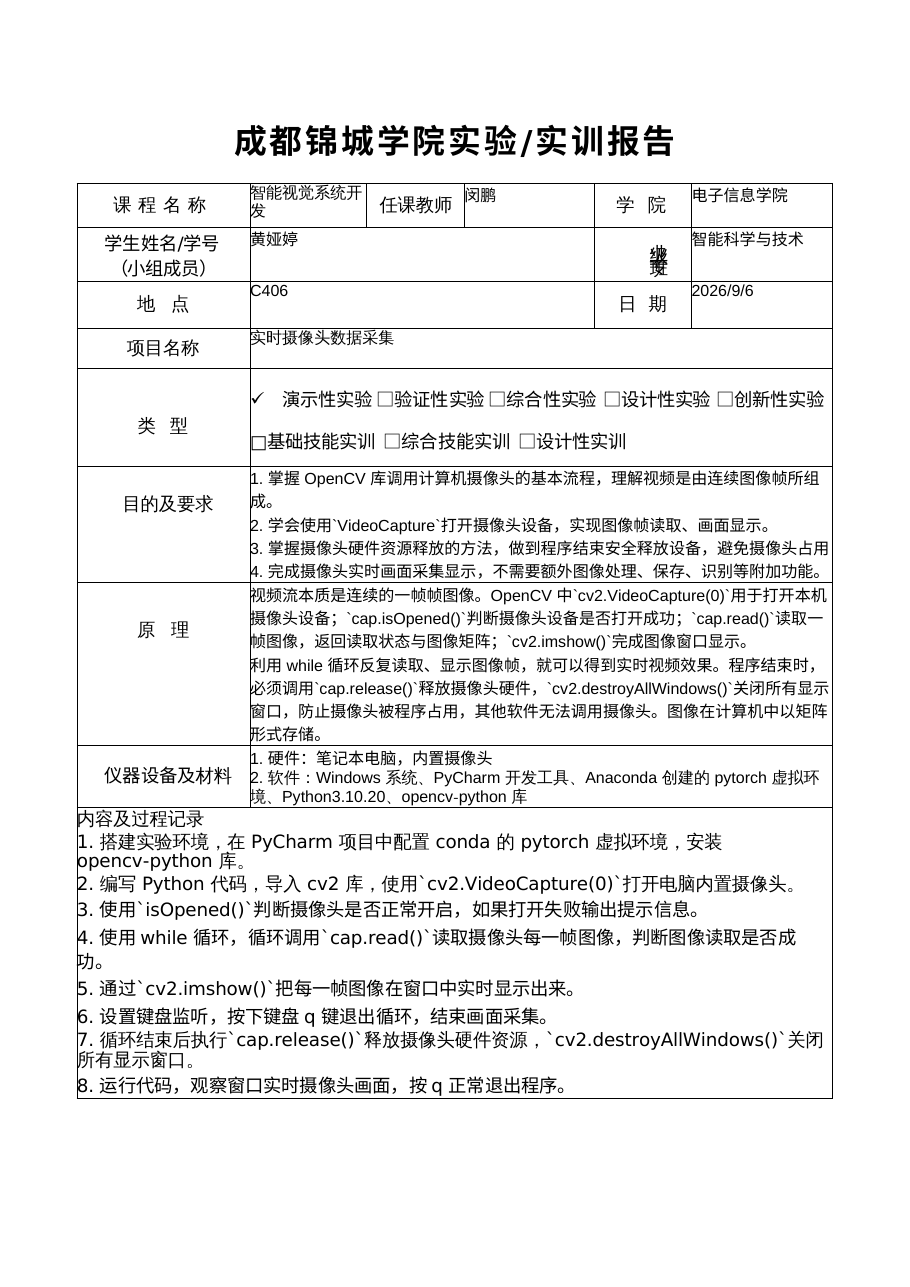 成都锦城学院实验/实训报告
课 程 名 称 智能视觉系统开发 任课教师 闵鹏 学 院 电子信息学院
学生姓名/学号
（小组成员） 黄娅婷 智能科学与技术
地 点 C406 日 期 2026/9/6
项目名称 实时摄像头数据采集
类 型
✓ 演示性实验 □验证性实验 □综合性实验 □设计性实验 □创新性实验
□基础技能实训 □综合技能实训 □设计性实训
目的及要求
1. 掌握 OpenCV 库调用计算机摄像头的基本流程，理解视频是由连续图像帧所组
成。
2. 学会使用`VideoCapture`打开摄像头设备，实现图像帧读取、画面显示。
3. 掌握摄像头硬件资源释放的方法，做到程序结束安全释放设备，避免摄像头占用
4. 完成摄像头实时画面采集显示，不需要额外图像处理、保存、识别等附加功能。
原 理
视频流本质是连续的一帧帧图像。OpenCV 中`cv2.VideoCapture(0)`用于打开本机
摄像头设备；`cap.isOpened()`判断摄像头设备是否打开成功；`cap.read()`读取一
帧图像，返回读取状态与图像矩阵；`cv2.imshow()`完成图像窗口显示。
利用 while 循环反复读取、显示图像帧，就可以得到实时视频效果。程序结束时，
必须调用`cap.release()`释放摄像头硬件，`cv2.destroyAllWindows()`关闭所有显示
窗口，防止摄像头被程序占用，其他软件无法调用摄像头。图像在计算机中以矩阵
形式存储。
仪器设备及材料
1. 硬件：笔记本电脑，内置摄像头
2. 软件：Windows 系统、PyCharm 开发工具、Anaconda 创建的 pytorch 虚拟环
境、Python3.10.20、opencv-python 库
内容及过程记录
1. 搭建实验环境，在 PyCharm 项目中配置 conda 的 pytorch 虚拟环境，安装
opencv-python 库。
2. 编写 Python 代码，导入 cv2 库，使用`cv2.VideoCapture(0)`打开电脑内置摄像头。
3. 使用`isOpened()`判断摄像头是否正常开启，如果打开失败输出提示信息。
4. 使用 while 循环，循环调用`cap.read()`读取摄像头每一帧图像，判断图像读取是否成
功。
5. 通过`cv2.imshow()`把每一帧图像在窗口中实时显示出来。
6. 设置键盘监听，按下键盘 q 键退出循环，结束画面采集。
7. 循环结束后执行`cap.release()`释放摄像头硬件资源，`cv2.destroyAllWindows()`关闭
所有显示窗口。
8. 运行代码，观察窗口实时摄像头画面，按 q 正常退出程序。